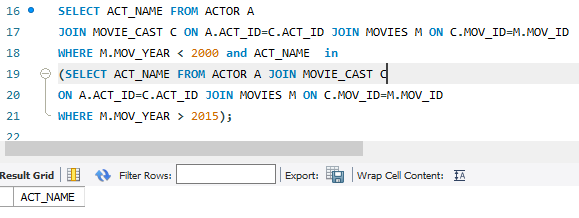 16 SELECT ACT_NAME FROM ACTOR A
17 JOIN MOVIE_CAST C ON A.ACT_ID=C.ACT_ID JOIN MOVIES M ON C.MOV_ID=M.MOV_ID
18 WHERE M.MOV_YEAR < 2000 and ACT_NAME  in
19 (SELECT ACT_NAME FROM ACTOR A JOIN MOVIE_CAST C
20 ON A.ACT_ID=C.ACT_ID JOIN MOVIES M ON C.MOV_ID=M.MOV_ID
21 WHERE M.MOV_YEAR > 2015);
22
Result Grid Filter Rows: Export: Wrap Cell Content:
ACT_NAME